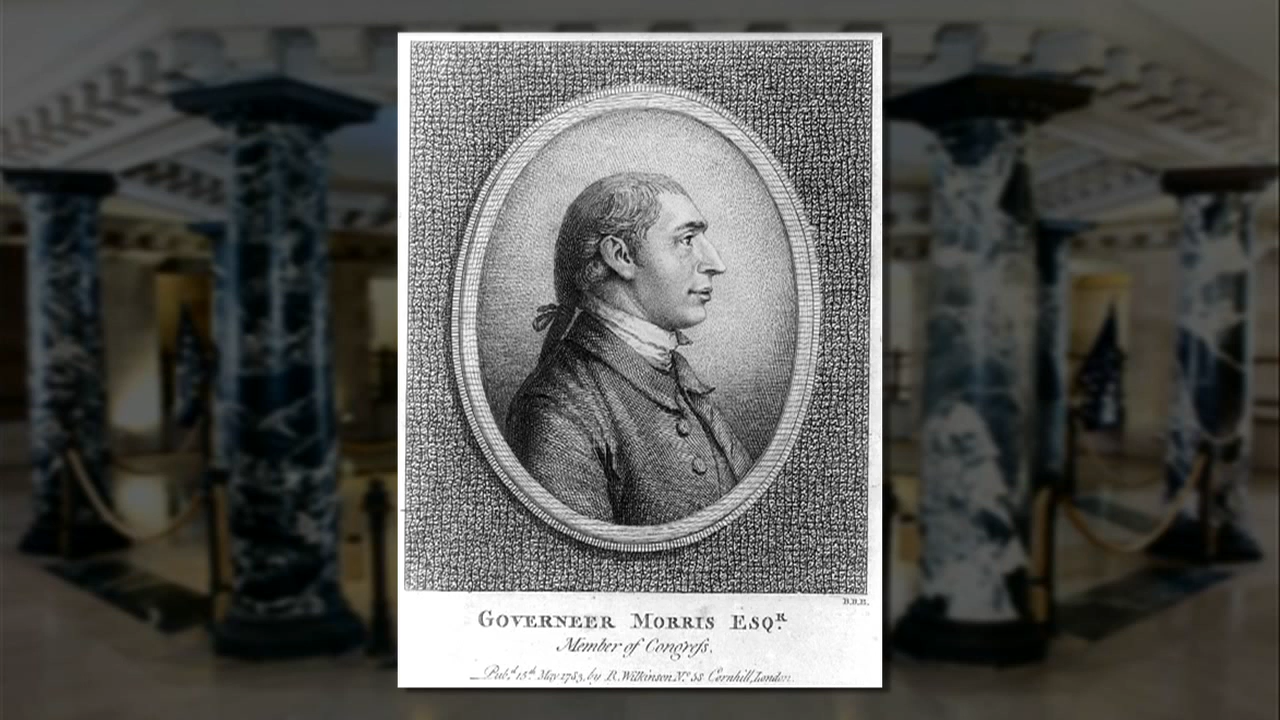 B.B.E.
GOVERNEER MORRIS ESQ.R
Member of Congreſs.
Pub.d 15th May 1783, by R. Wilkinson No. 58 Cornhill, London.